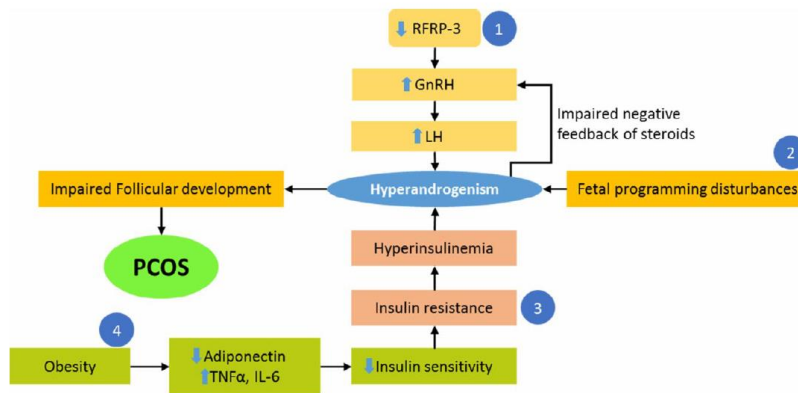 RFRP-3
1
GnRH
Impaired negative
feedback of steroids
LH
2
Impaired Follicular development
Hyperandrogenism
Fetal programming disturbances
Hyperinsulinemia
PCOS
Insulin resistance
3
4
Obesity
Adiponectin
TNFα, IL-6
Insulin sensitivity